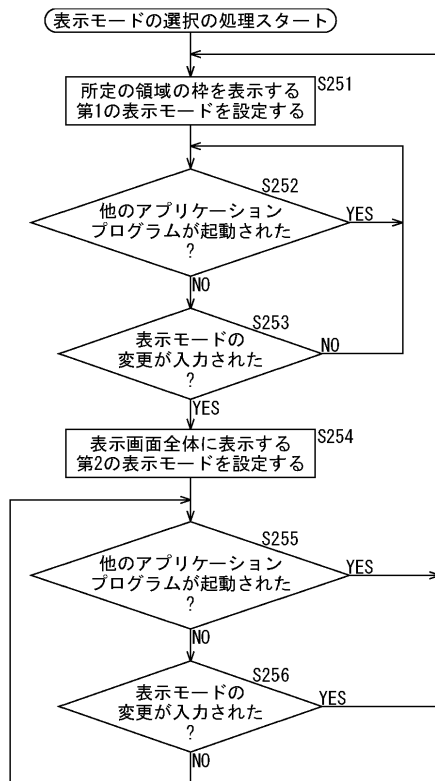 表示モードの選択の処理スタート
S251
所定の領域の枠を表示する
第1の表示モードを設定する
S252
他のアプリケーション
プログラムが起動された
?
YES
NO
S253
表示モードの
変更が入力された
?
NO
YES
S254
表示画面全体に表示する
第2の表示モードを設定する
S255
他のアプリケーション
プログラムが起動された
?
YES
NO
S256
表示モードの
変更が入力された
?
YES
NO